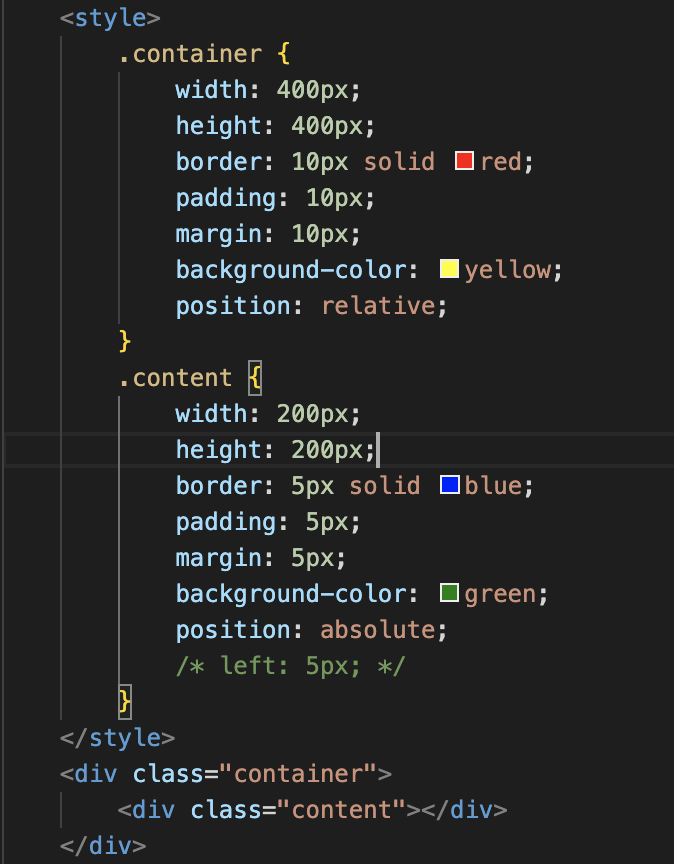 <style>
.container {
width: 400px;
height: 400px;
border: 10px solid red;
padding: 10px;
margin: 10px;
background-color: yellow;
position: relative;
}
.content {
width: 200px;
height: 200px;
border: 5px solid blue;
padding: 5px;
margin: 5px;
background-color: green;
position: absolute;
/* left: 5px; */
}
</style>
<div class="container">
<div class="content"></div>
</div>